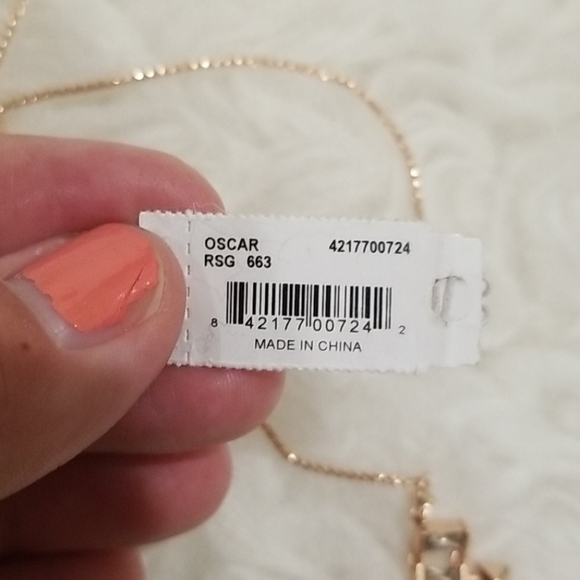 OSCAR 4217700724
RSG 663
8 42177 00724 2
MADE IN CHINA